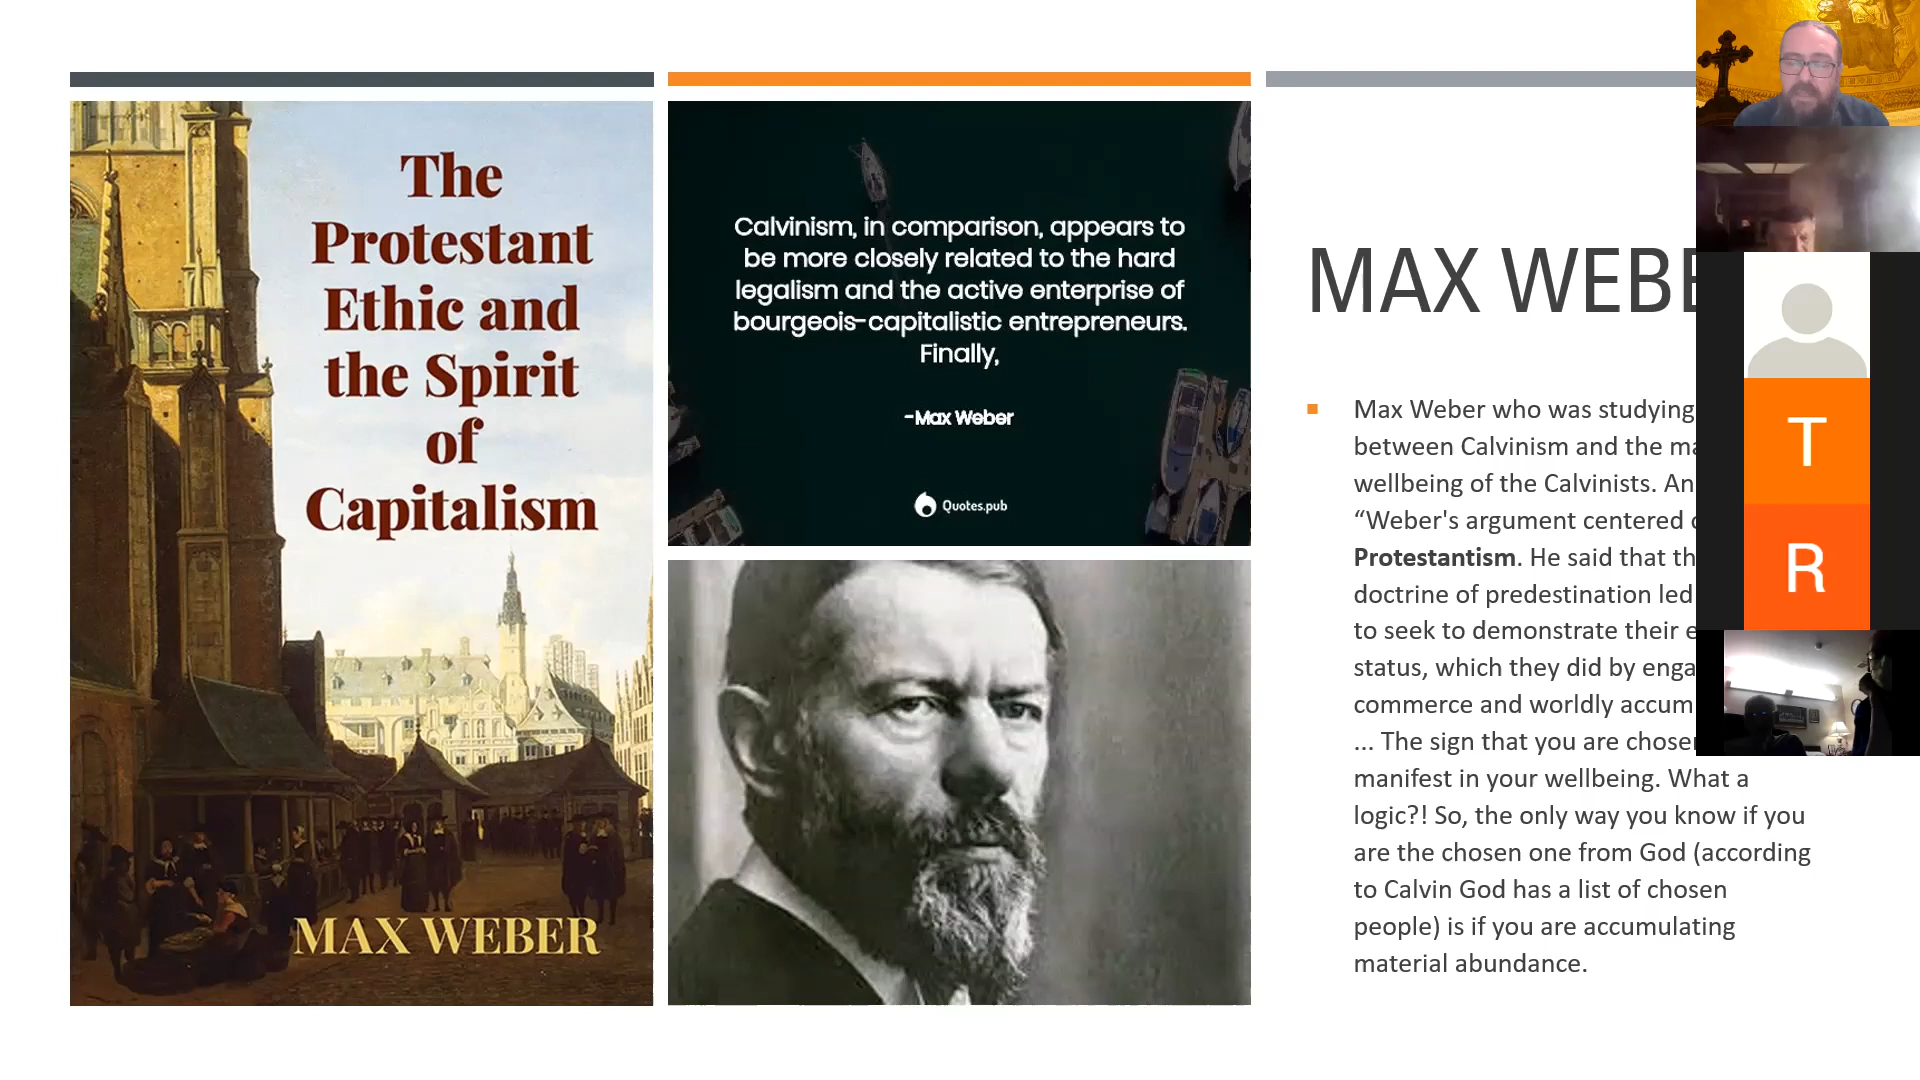 The
Protestant
Ethic and
the Spirit
of
Capitalism
MAX WEBER
Calvinism, in comparison, appears to
be more closely related to the hard
legalism and the active enterprise of
bourgeois-capitalistic entrepreneurs.
Finally,
-Max Weber
Quotes.pub
MAX WEBE
Max Weber who was studying
between Calvinism and the ma
wellbeing of the Calvinists. An
“Weber's argument centered
Protestantism. He said that th
doctrine of predestination led
to seek to demonstrate their e
status, which they did by enga
commerce and worldly accum
... The sign that you are chosen
manifest in your wellbeing. What a
logic?! So, the only way you know if you
are the chosen one from God (according
to Calvin God has a list of chosen
people) is if you are accumulating
material abundance.
T
R